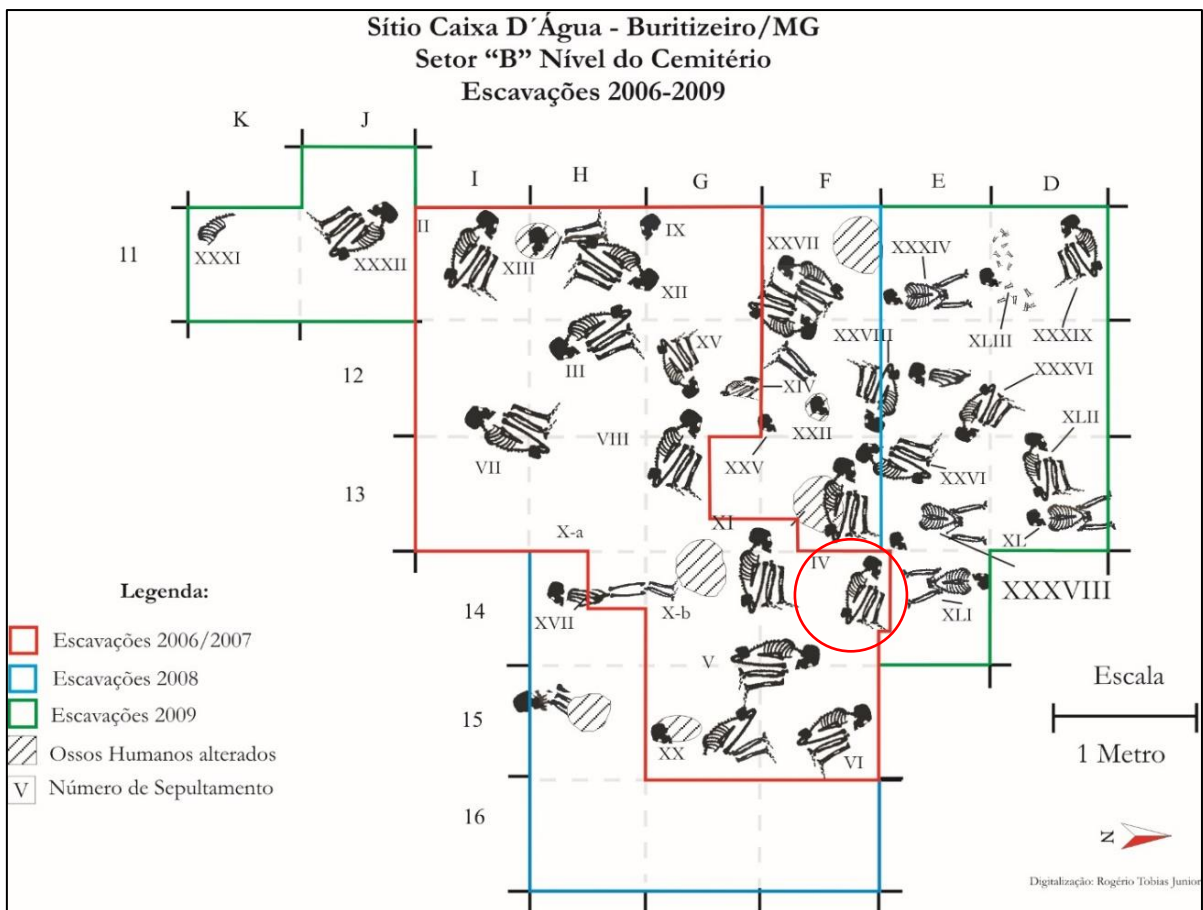 Sítio Caixa D´Água - Buritizeiro/MG
Setor “B” Nível do Cemitério
Escavações 2006-2009
K
J
I
H
G
F
E
D
11
XXXI
XXXII
II
XIII
IX
XII
XXVII
XXXIV
XLIII
XXXIX
12
III
XV
XIV
XXVIII
XXII
XXXVI
XLII
VII
VIII
XXV
XXVI
13
X-a
XI
IV
XL
XXXVIII
14
XVII
X-b
XLI
V
15
XX
VI
16
Legenda:
Escavações 2006/2007
Escavações 2008
Escavações 2009
Ossos Humanos alterados
V Número de Sepultamento
Escala
1 Metro
N
Digitalização: Rogério Tobias Junior